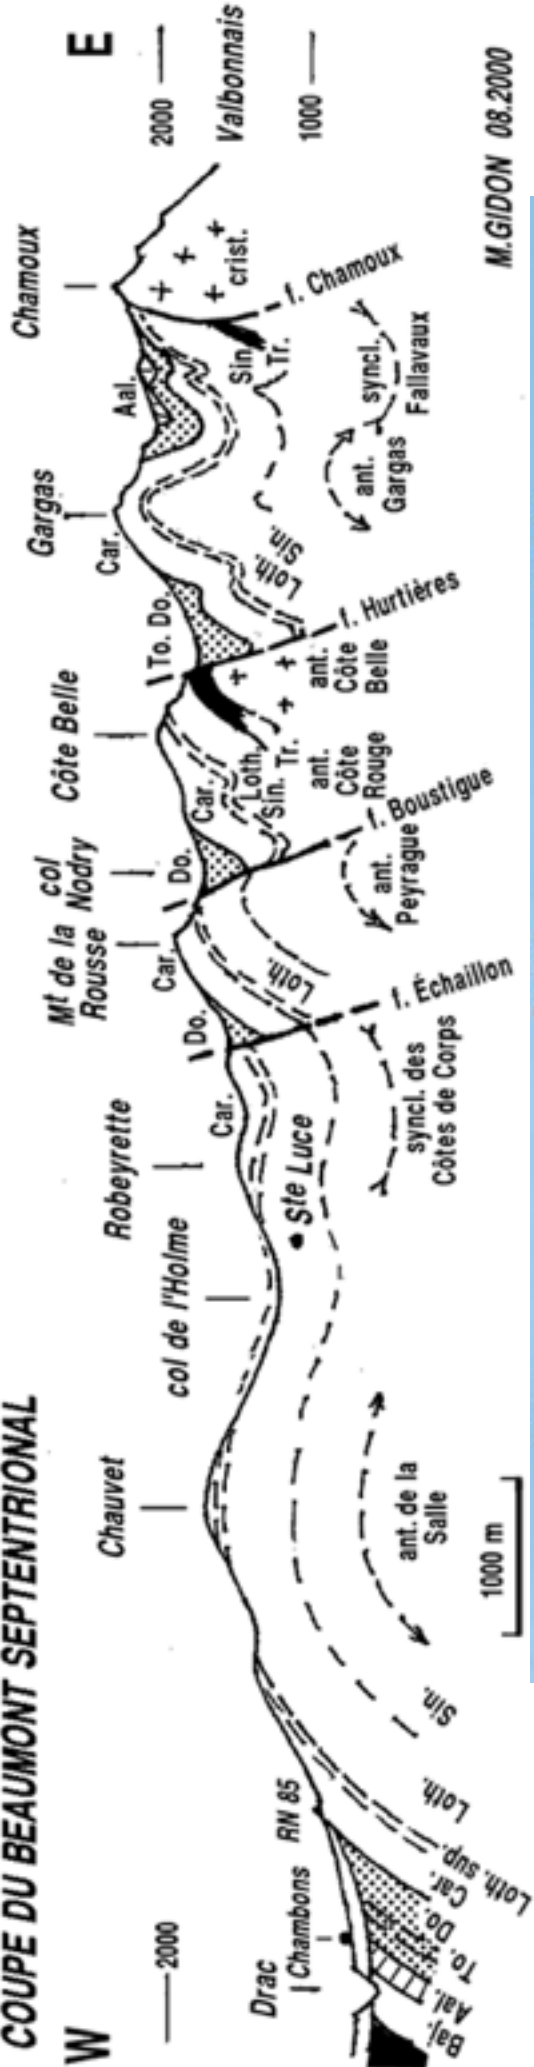 COUPE DU BEAUMONT SEPTENTRIONAL
W
E
2000
Drac
Chambons
RN 85
Chauvet
col de l'Holme
Robeyrette
Mt de la
Rousse
col
Nodry
Côte Belle
Gargas
Chamoux
2000
Valbonnais
1000
Baj.
Aal.
To.
Do.
Car.
Loth. sup.
Loth.
Sin.
ant. de la
Salle
1000 m
Ste Luce
Car.
Do.
f. Échaillon
syncl. des
Côtes de Corps
Car.
Loth.
Do.
f. Boustigue
ant.
Peyrague
Car.
Loth.
Sin.
Tr.
ant.
Côte
Rouge
ant.
Côte
Belle
f. Hurtières
To. Do.
Car.
Loth.
Sin.
ant.
Gargas
Aal.
Sin.
Tr.
syncl.
Fallavaux
f. Chamoux
crist.
M.GIDON 08.2000